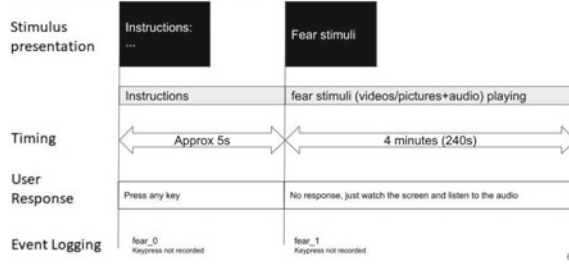 Stimulus
presentation
Instructions:
...
Fear stimuli
Instructions
fear stimuli (videos/pictures+audio) playing
Timing
Approx 5s
4 minutes (240s)
User
Response
Press any key
No response, just watch the screen and listen to the audio
Event Logging
fear_0
Keypress not recorded
fear_1
Keypress not recorded